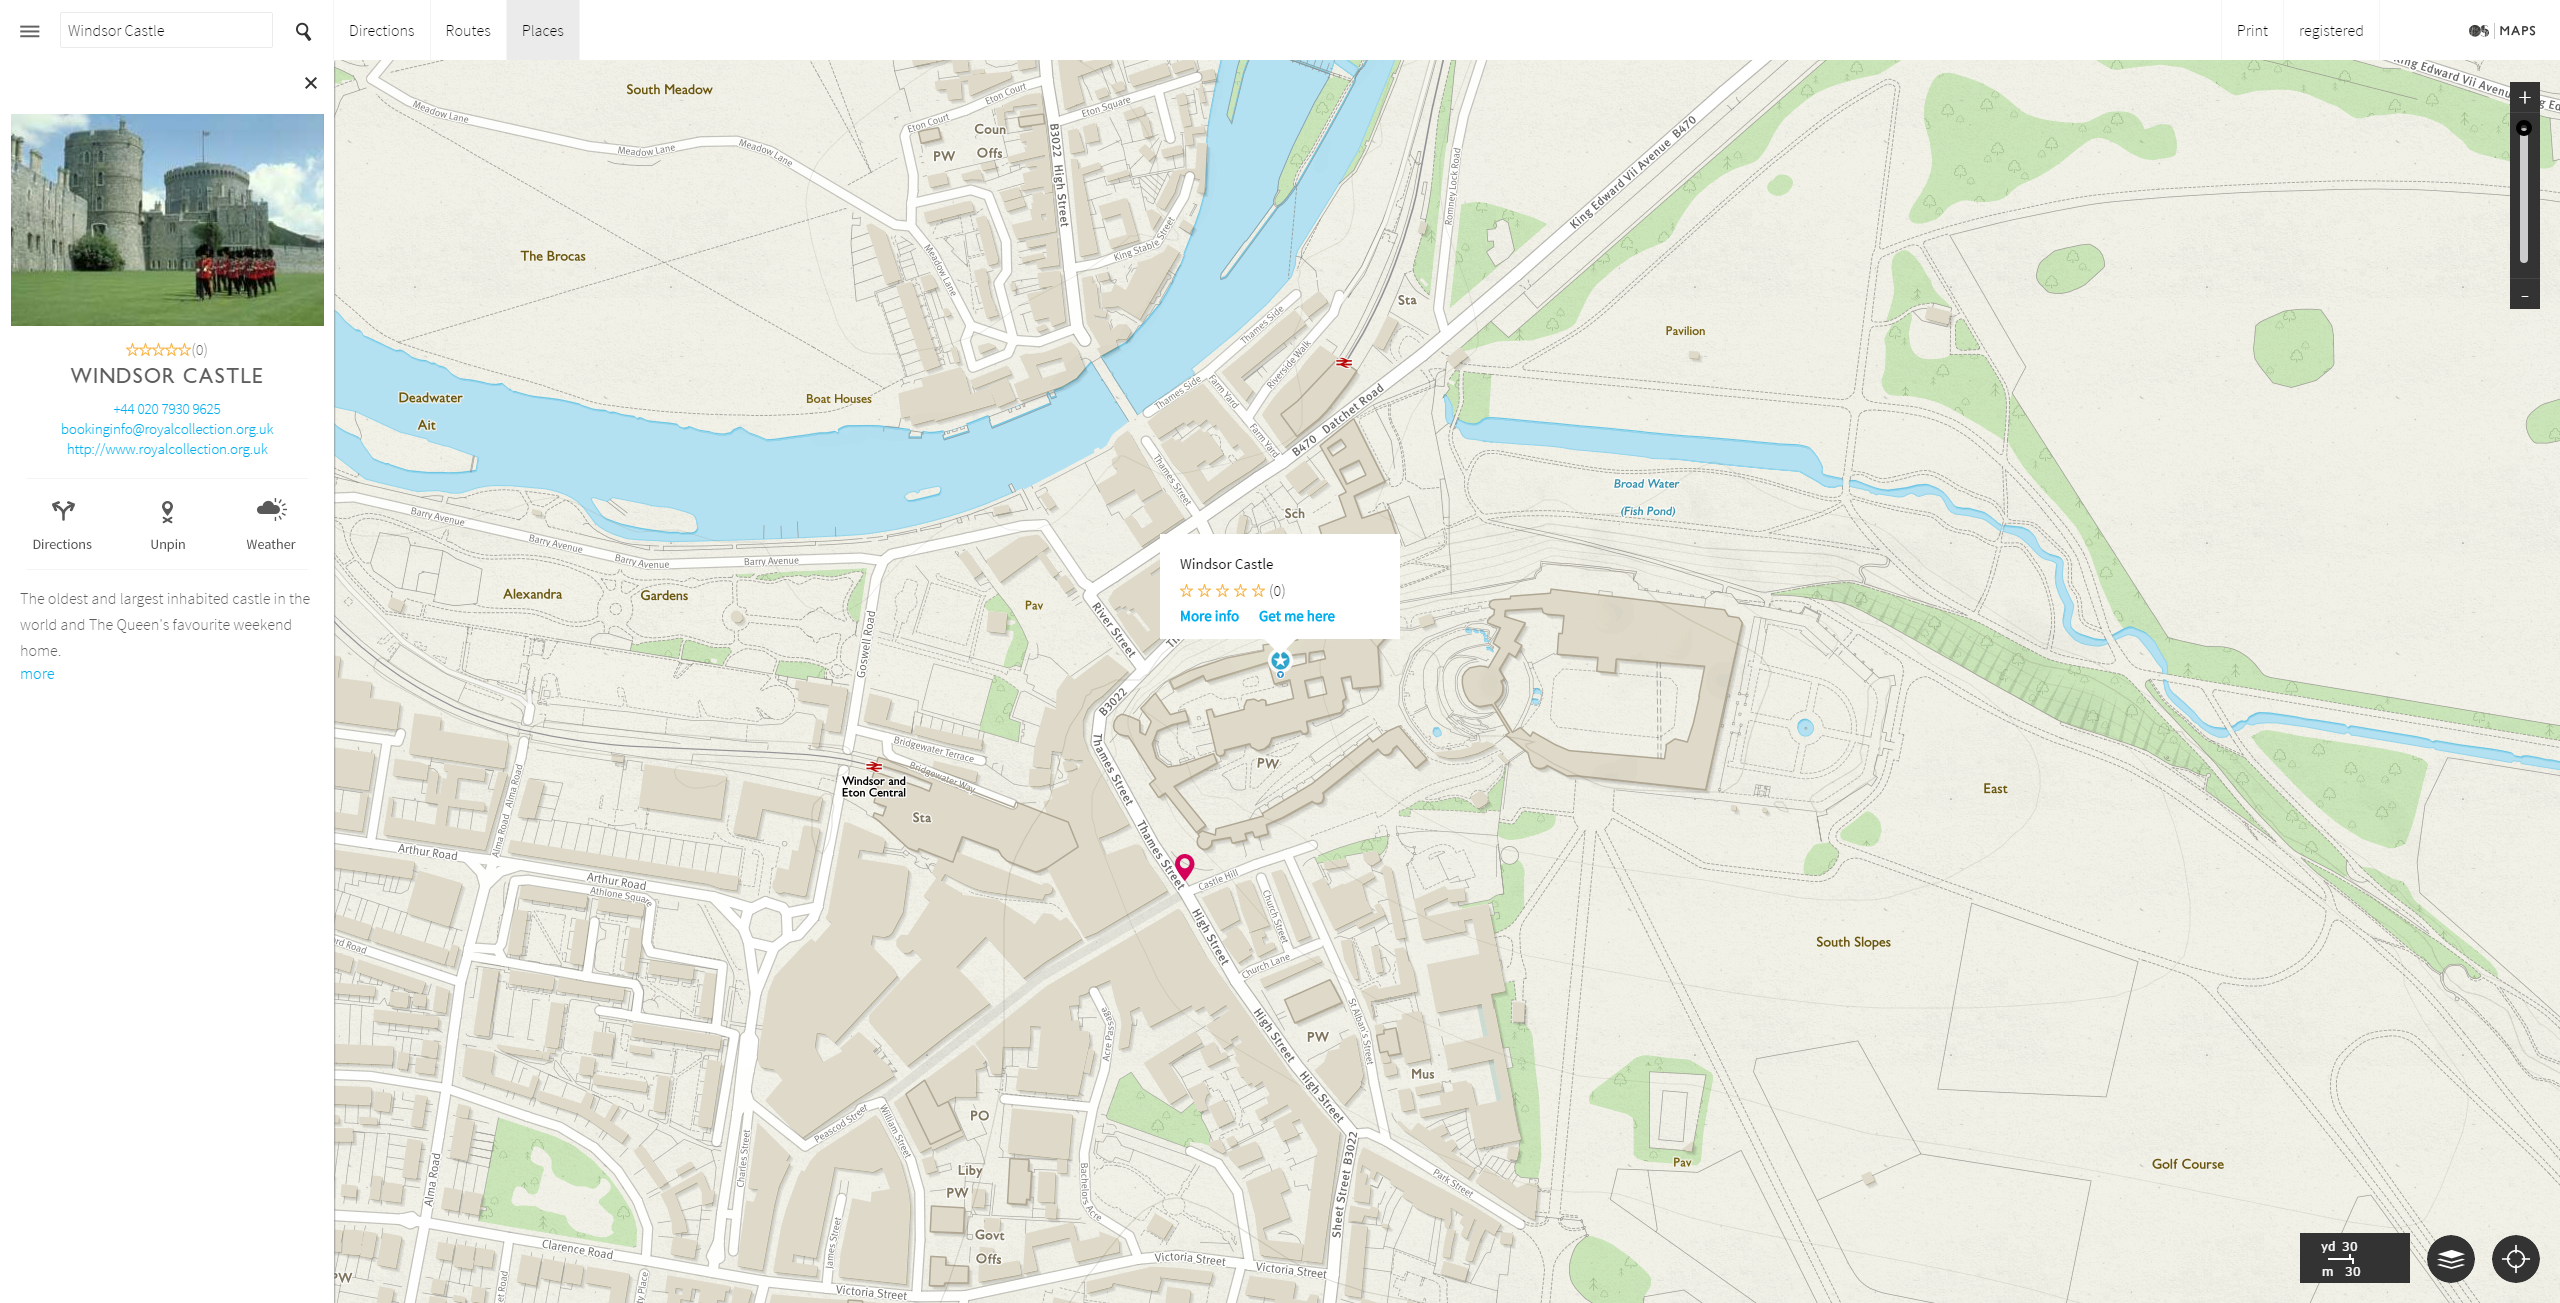 Windsor Castle
Directions
Routes
Places
Print
registered
MAPS
(0)
WINDSOR CASTLE
+44 020 7930 9625
bookinginfo@royalcollection.org.uk
http://www.royalcollection.org.uk
Directions
Unpin
Weather
The oldest and largest inhabited castle in the
world and The Queen's favourite weekend
home.
more
South Meadow
Meadow Lane
Meadow Lane
Meadow Lane
Meadow Lane
Eton Court
Eton Court
Eton Square
Coun
Offs
PW
B3022 High Street
King Stable Street
The Brocas
Boat Houses
Deadwater
Ait
Romney Lock Road
King Edward Vii Avenue B470
King Edward Vii Avenue
Sta
Pavilion
Thames Side
Riverside Walk
Thames Side
Farm Yard
Farm Yard
B470 Datchet Road
Thames Street
Sch
Broad Water
(Fish Pond)
Barry Avenue
Barry Avenue
Barry Avenue
Barry Avenue
Alexandra
Gardens
Pav
River Street
Goswell Road
Windsor Castle
(0)
More info
Get me here
B3022
Thames Street
Thames Street
Bridgewater Terrace
Bridgewater Way
Windsor and
Eton Central
Sta
PW
East
Alma Road
Alma Road
Arthur Road
Arthur Road
Athlone Square
Castle Hill
Church Street
Church Lane
High Street
High Street
High Street
South Slopes
St Alban's Street
PW
Mus
Acre Passage
PO
Peascod Street
William Street
Charles Street
Liby
PW
Bachelors Acre
Govt
Offs
Park Street
Sheet Street B3022
Pav
Golf Course
Alma Road
Clarence Road
James Street
Victoria Street
Victoria Street
Victoria Street
PW
yd 30
m 30